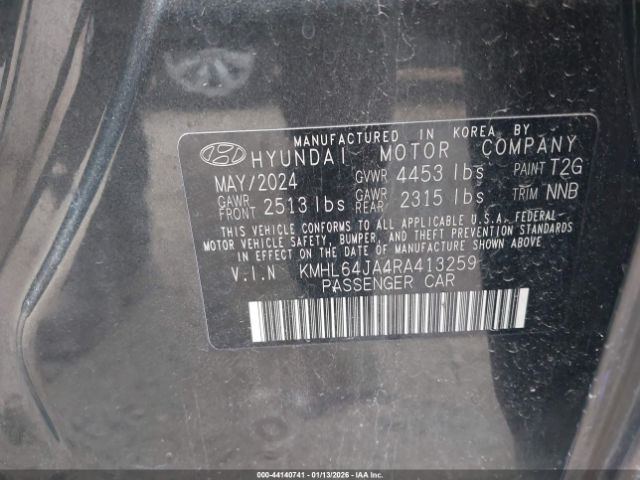 MANUFACTURED IN KOREA BY
HYUNDAI MOTOR COMPANY
MAY/2024 GVWR 4453 lbs PAINT T2G
GAWR FRONT 2513 lbs GAWR REAR 2315 lbs TRIM NNB
THIS VEHICLE CONFORMS TO ALL APPLICABLE U.S.A. FEDERAL
MOTOR VEHICLE SAFETY, BUMPER, AND THEFT PREVENTION STANDARDS
IN EFFECT ON THE DATE OF MANUFACTURE SHOWN ABOVE.
V.I.N. KMHL64JA4RA413259
PASSENGER CAR
000-44140741 | 01/13/2026 | COPYRIGHT IAA, LLC.